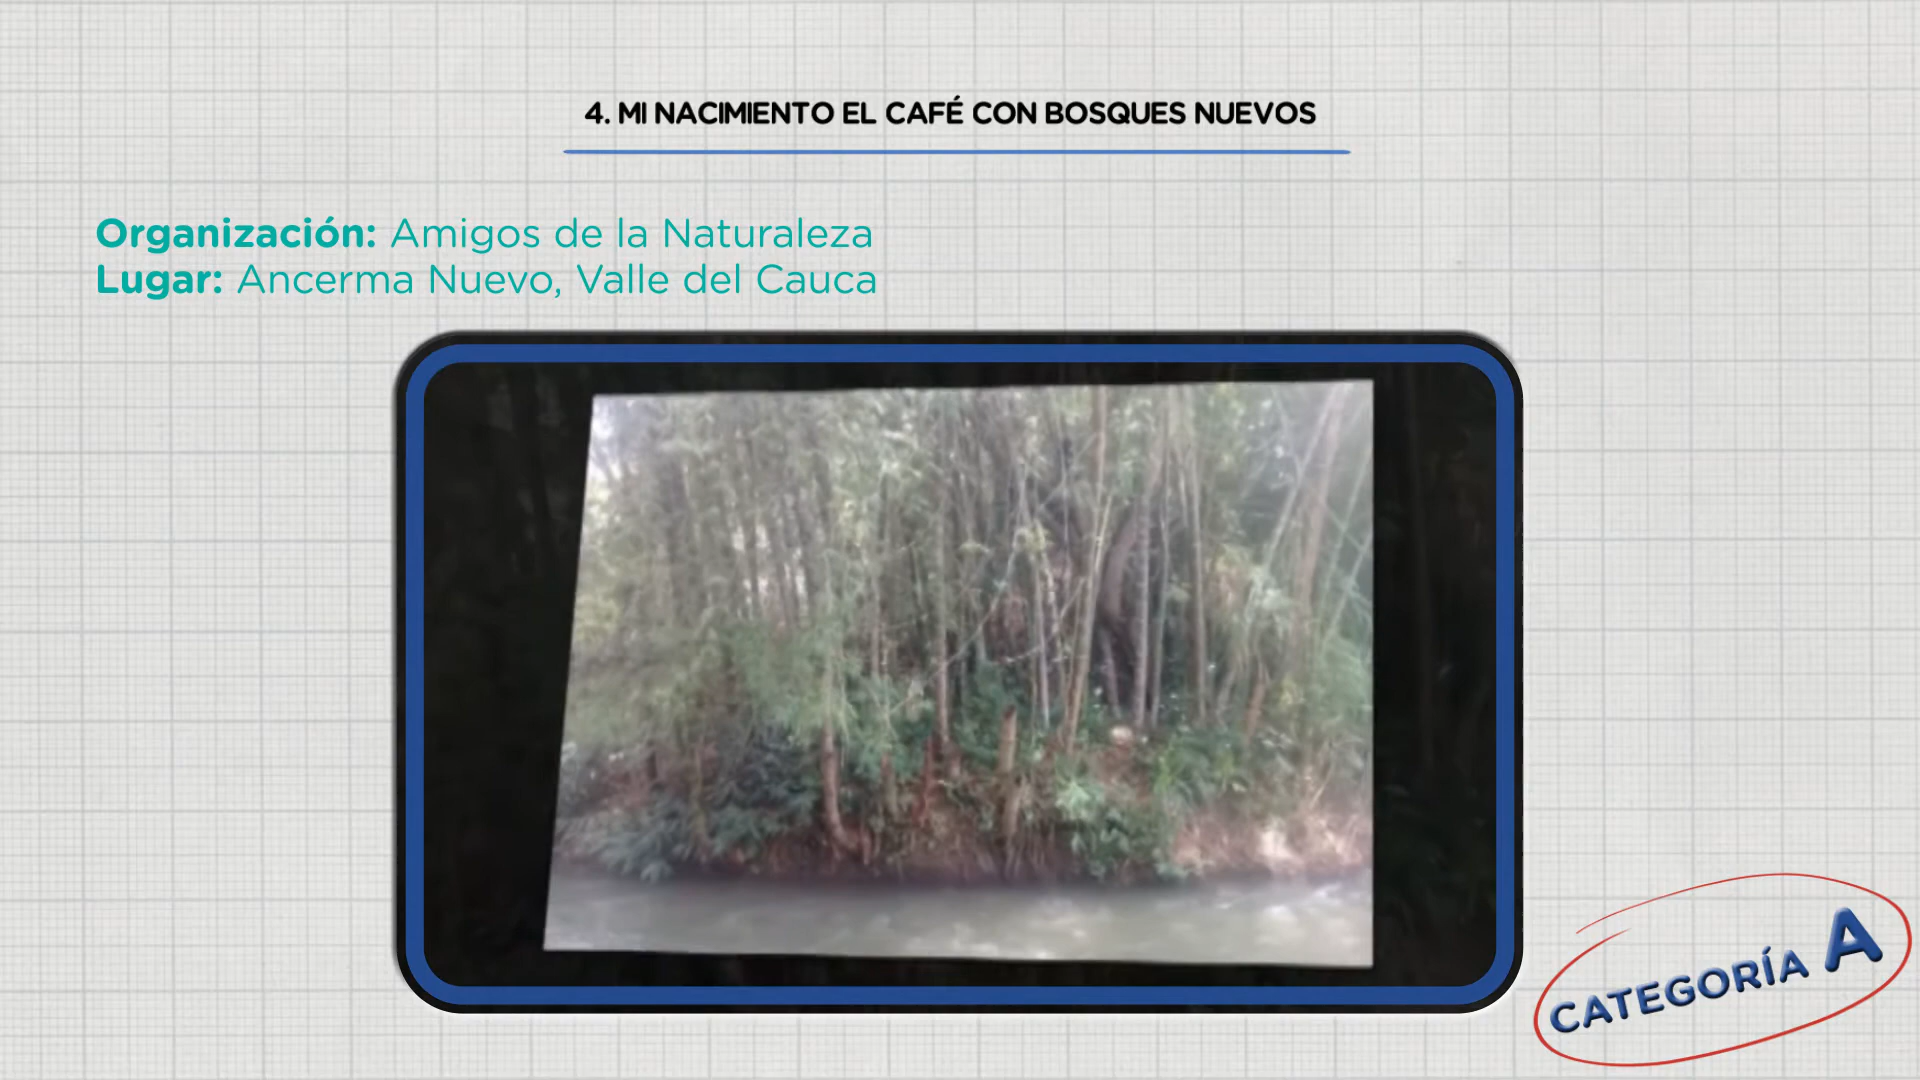 4. MI NACIMIENTO EL CAFÉ CON BOSQUES NUEVOS
Organización: Amigos de la Naturaleza
Lugar: Ancerma Nuevo, Valle del Cauca
CATEGORÍA A